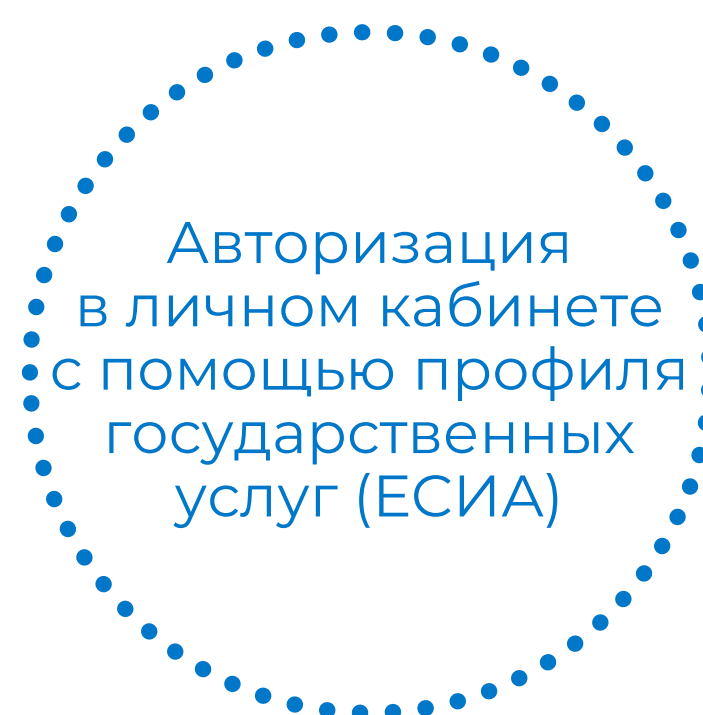 Авторизация
в личном кабинете
с помощью профиля
государственных
услуг (ЕСИА)